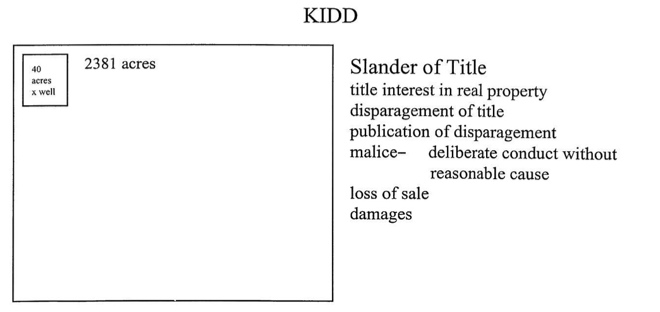 KIDD
40
acres
x well
2381 acres
Slander of Title
title interest in real property
disparagement of title
publication of disparagement
malice– deliberate conduct without
reasonable cause
loss of sale
damages